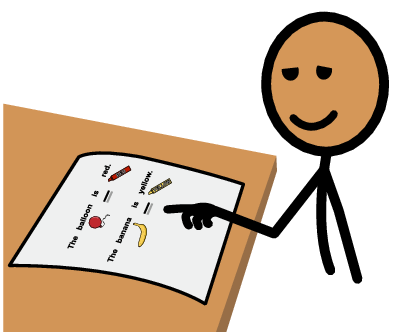 The balloon is red.
The banana is yellow.